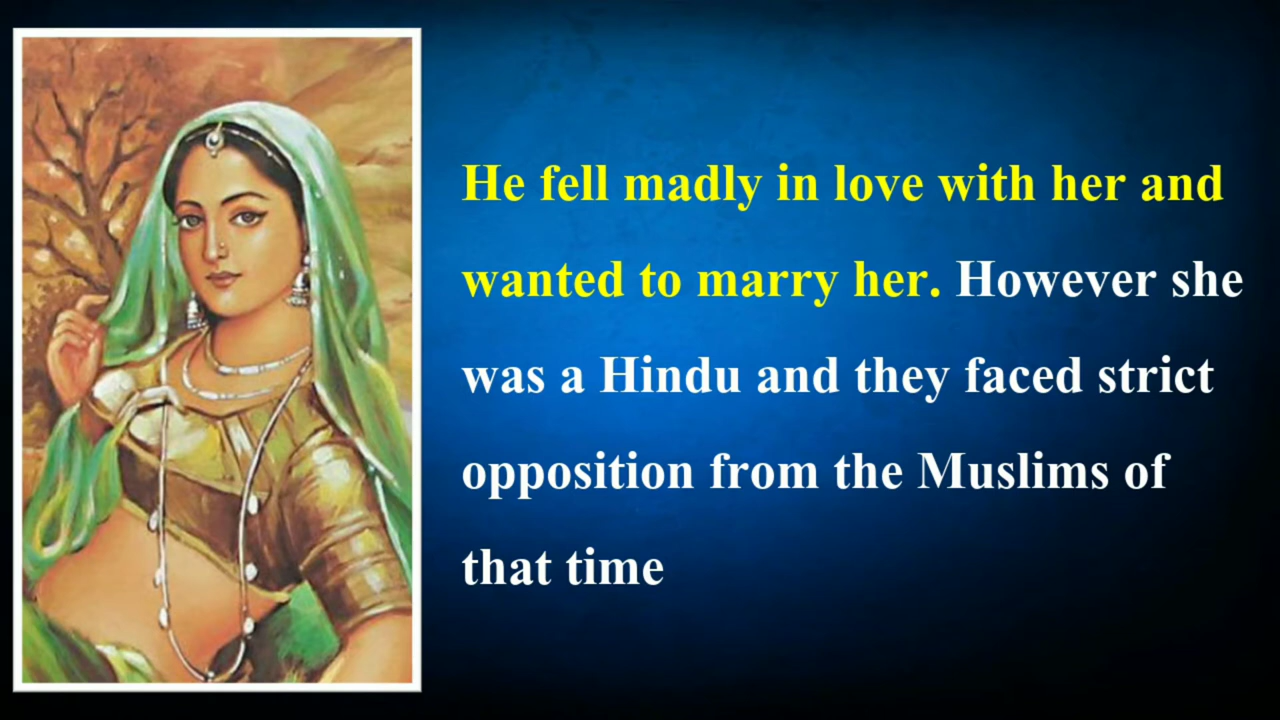 He fell madly in love with her and
wanted to marry her. However she
was a Hindu and they faced strict
opposition from the Muslims of
that time